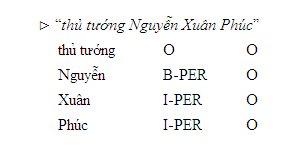 ▷ “thủ tướng Nguyễn Xuân Phúc”
thủ tướng O O
Nguyễn B-PER O
Xuân I-PER O
Phúc I-PER O